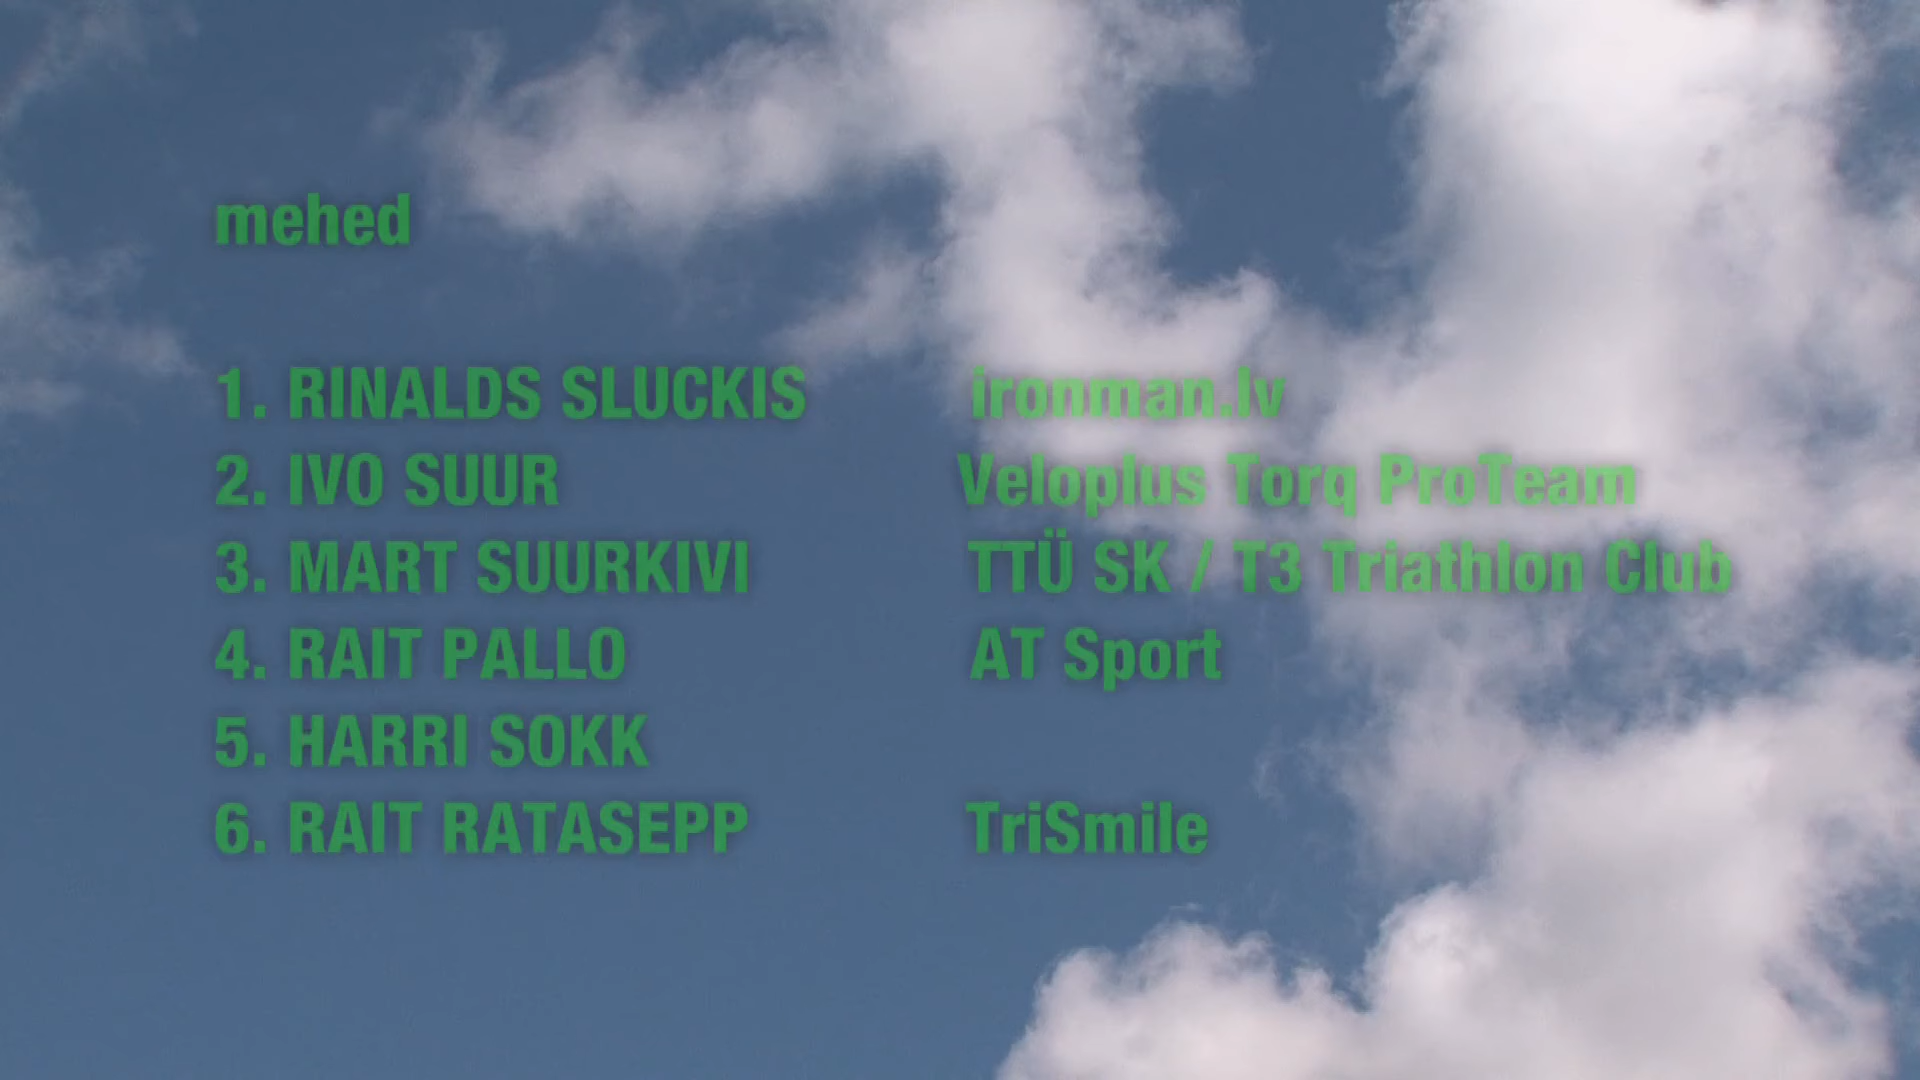 mehed
1. RINALDS SLUCKIS ironman.lv
2. IVO SUUR Veloplus Torq ProTeam
3. MART SUURKIVI TTÜ SK / T3 Triathlon Club
4. RAIT PALLO AT Sport
5. HARRI SOKK
6. RAIT RATASEPP TriSmile